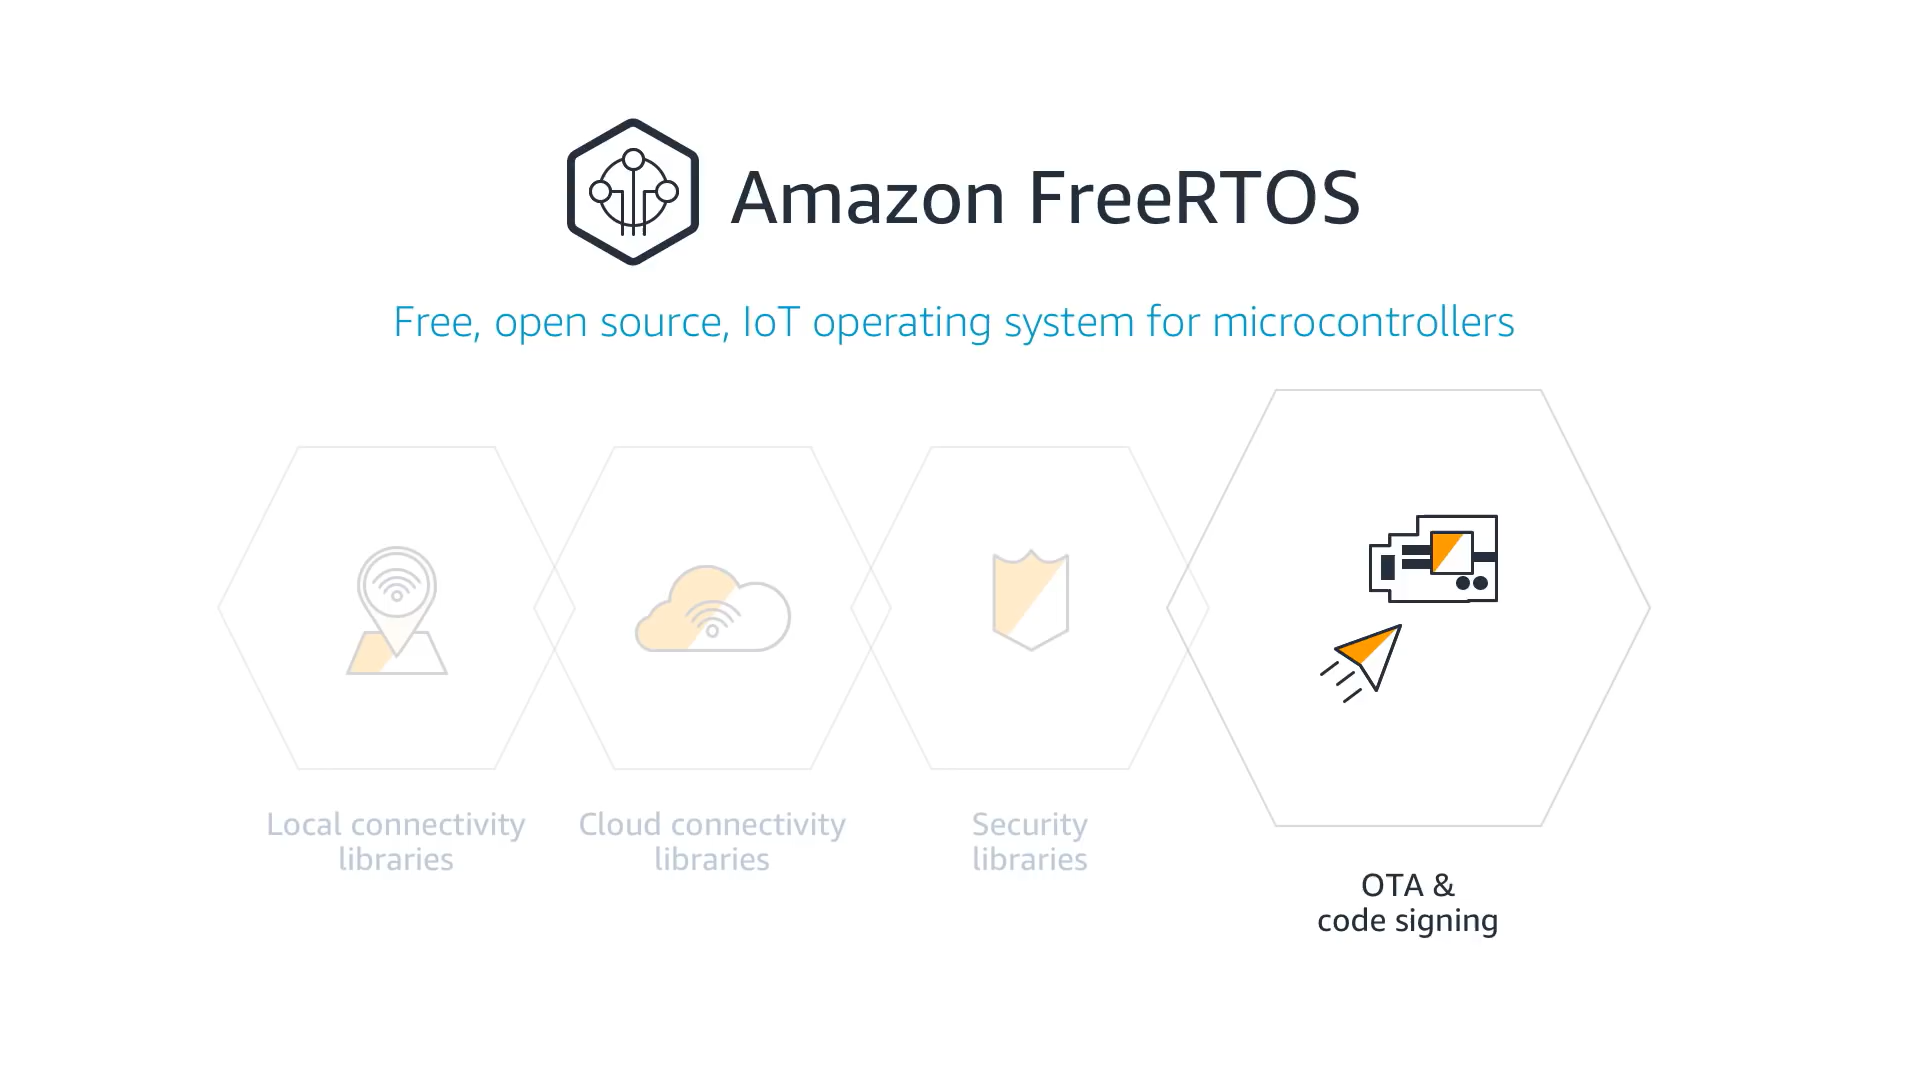 Amazon FreeRTOS
Free, open source, IoT operating system for microcontrollers
Local connectivity
libraries
Cloud connectivity
libraries
Security
libraries
OTA &
code signing